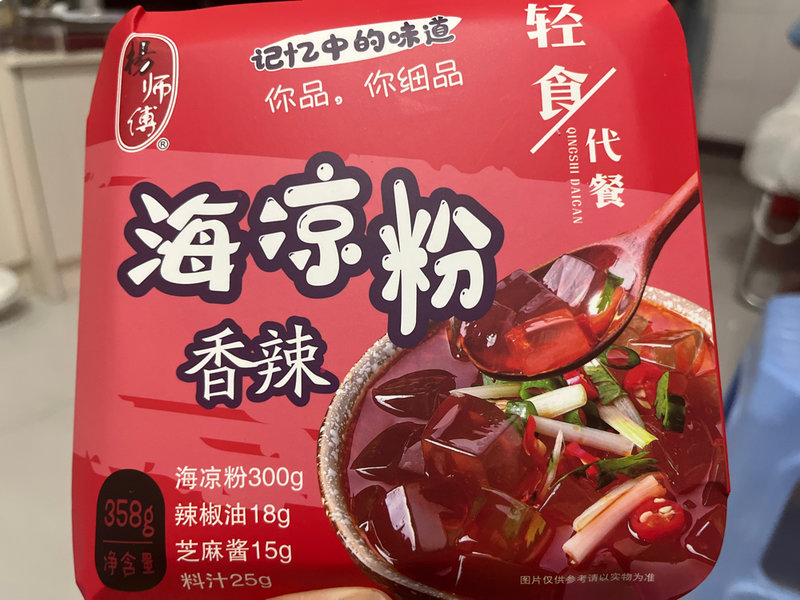 楊师傅®
记忆中的味道
你品，你细品
轻食/代餐
QINGSHI DAICAN
海凉粉
香辣
358g
净含量
海凉粉300g
辣椒油18g
芝麻酱15g
料汁25g
图片仅供参考请以实物为准